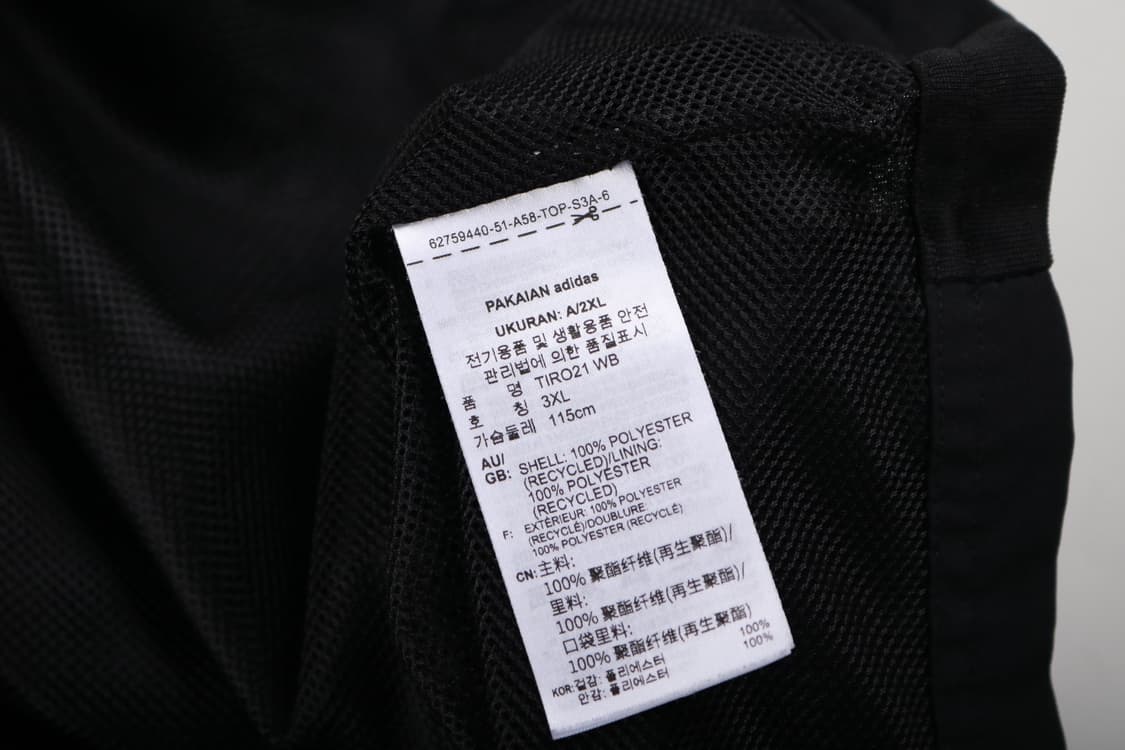 62759440-51-A58-TOP-S3A-6
PAKAIAN adidas
UKURAN: A/2XL
전기용품 및 생활용품 안전
관리법에 의한 품질표시
품 명 TIRO21 WB
호 칭 3XL
가슴둘레 115cm
AU/
GB: SHELL: 100% POLYESTER
(RECYCLED)/LINING:
100% POLYESTER
(RECYCLED)
F: EXTÉRIEUR: 100% POLYESTER
(RECYCLÉ)/DOUBLURE:
100% POLYESTER (RECYCLÉ)
CN: 主料:
100% 聚酯纤维(再生聚酯)/
里料:
100% 聚酯纤维(再生聚酯)/
口袋里料:
100% 聚酯纤维(再生聚酯)
KOR: 겉감: 폴리에스터 100%
안감: 폴리에스터 100%